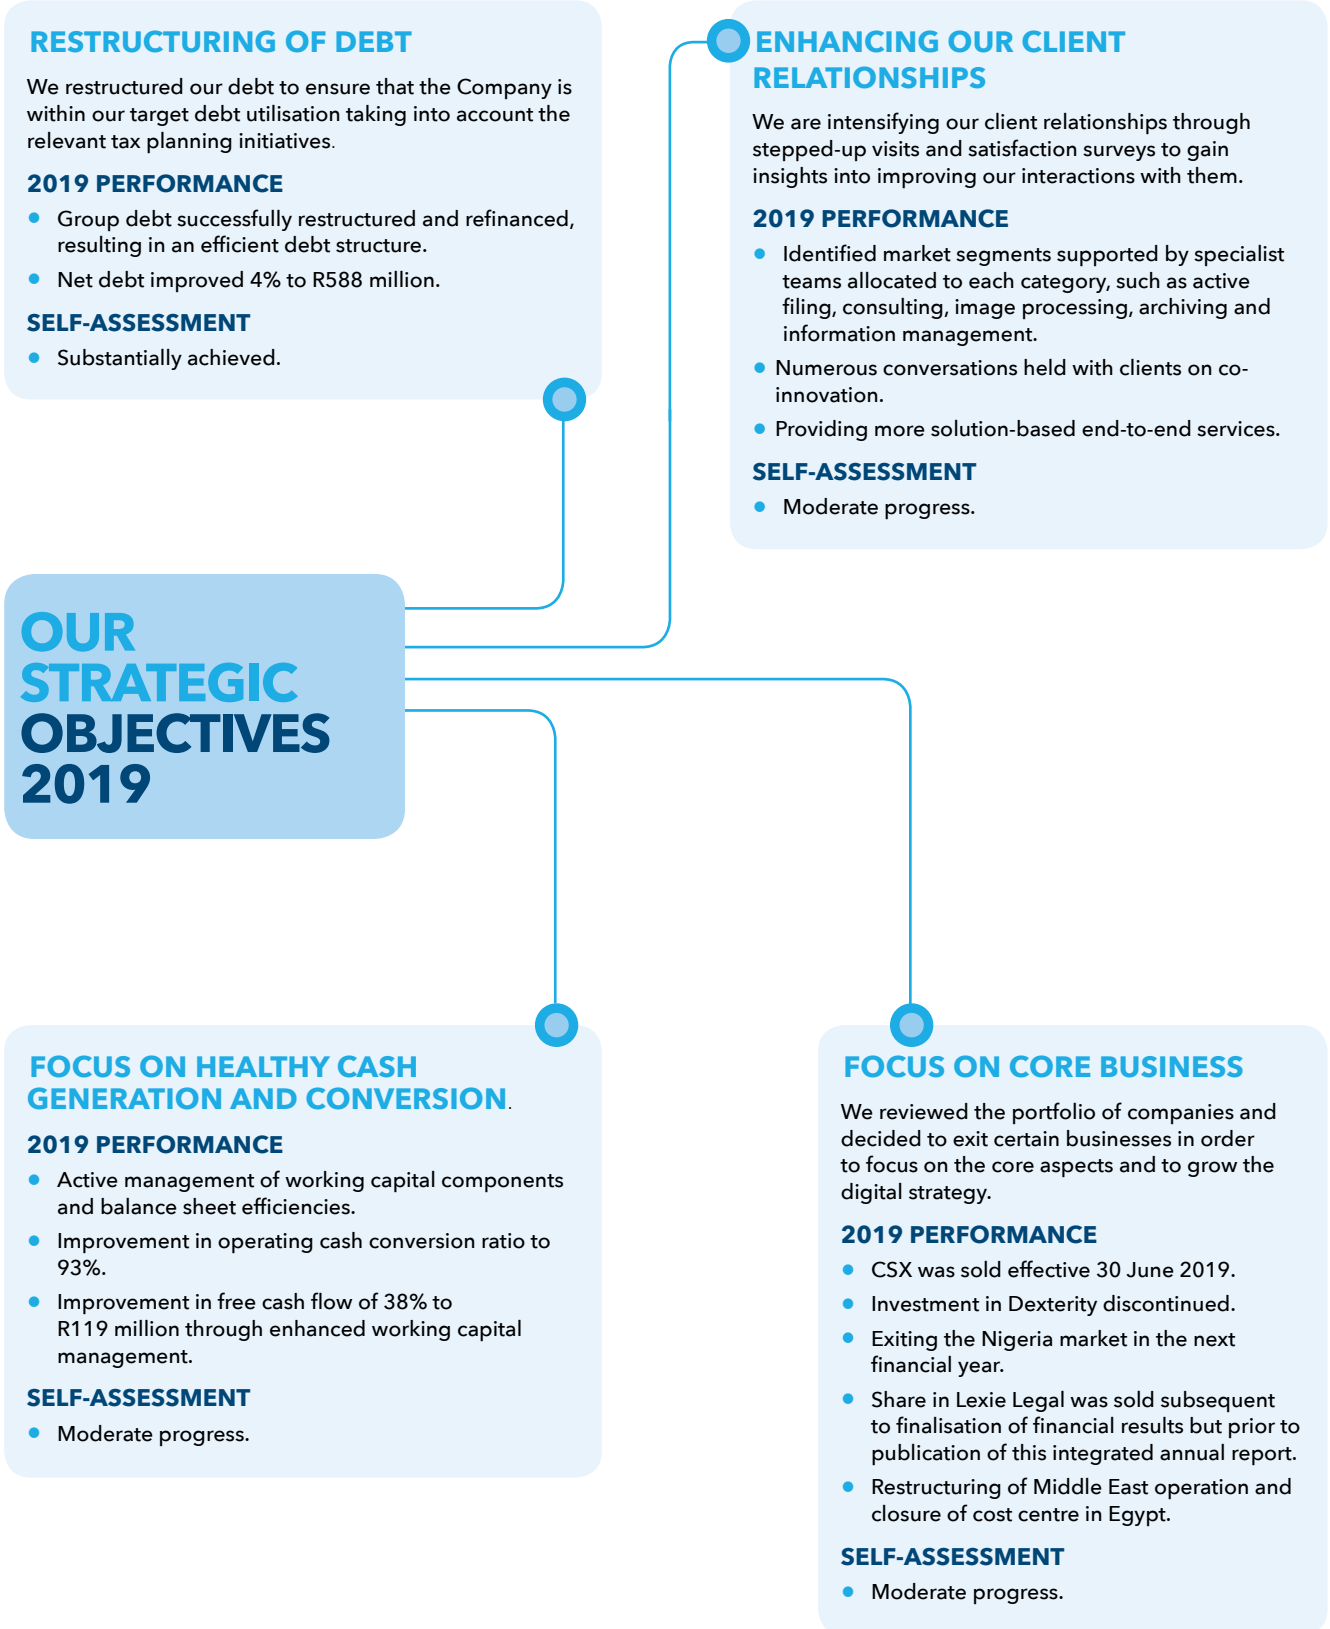 RESTRUCTURING OF DEBT
We restructured our debt to ensure that the Company is
within our target debt utilisation taking into account the
relevant tax planning initiatives.
2019 PERFORMANCE
• Group debt successfully restructured and refinanced,
resulting in an efficient debt structure.
• Net debt improved 4% to R588 million.
SELF-ASSESSMENT
• Substantially achieved.
ENHANCING OUR CLIENT
RELATIONSHIPS
We are intensifying our client relationships through
stepped-up visits and satisfaction surveys to gain
insights into improving our interactions with them.
2019 PERFORMANCE
• Identified market segments supported by specialist
teams allocated to each category, such as active
filing, consulting, image processing, archiving and
information management.
• Numerous conversations held with clients on co-
innovation.
• Providing more solution-based end-to-end services.
SELF-ASSESSMENT
• Moderate progress.
OUR
STRATEGIC
OBJECTIVES
2019
FOCUS ON HEALTHY CASH
GENERATION AND CONVERSION.
2019 PERFORMANCE
• Active management of working capital components
and balance sheet efficiencies.
• Improvement in operating cash conversion ratio to
93%.
• Improvement in free cash flow of 38% to
R119 million through enhanced working capital
management.
SELF-ASSESSMENT
• Moderate progress.
FOCUS ON CORE BUSINESS
We reviewed the portfolio of companies and
decided to exit certain businesses in order
to focus on the core aspects and to grow the
digital strategy.
2019 PERFORMANCE
• CSX was sold effective 30 June 2019.
• Investment in Dexterity discontinued.
• Exiting the Nigeria market in the next
financial year.
• Share in Lexie Legal was sold subsequent
to finalisation of financial results but prior to
publication of this integrated annual report.
• Restructuring of Middle East operation and
closure of cost centre in Egypt.
SELF-ASSESSMENT
• Moderate progress.